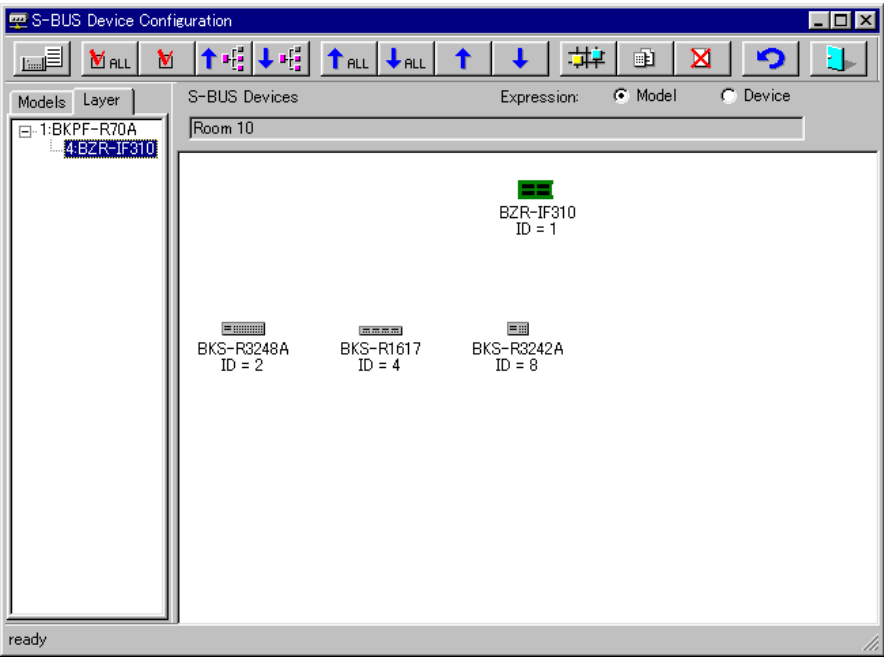 S-BUS Device Configuration
ALL ALL ALL
Models Layer
S-BUS Devices Expression: Model Device
Room 10
1:BKPF-R70A
4:BZR-IF310
BZR-IF310
ID = 1
BKS-R3248A BKS-R1617 BKS-R3242A
ID = 2 ID = 4 ID = 8
ready